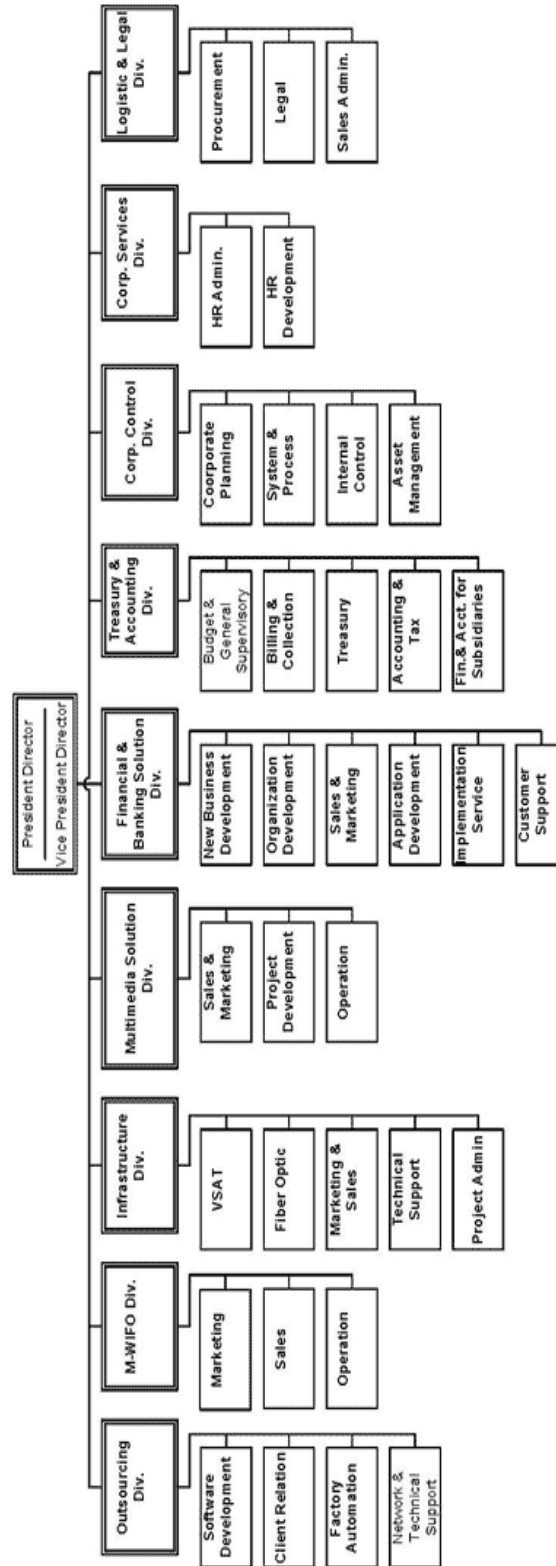 President Director
Vice President Director
Outsourcing
Div.
Software
Development
Client Relation
Factory
Automation
Network &
Technical
Support
M-WIFO Div.
Marketing
Sales
Operation
Infrastructure
Div.
VSAT
Fiber Optic
Marketing &
Sales
Technical
Support
Project Admin
Multimedia Solution
Div.
Sales &
Marketing
Project
Development
Operation
Financial &
Banking Solution
Div.
New Business
Development
Organization
Development
Sales &
Marketing
Application
Development
Implementation
Service
Customer
Support
Treasury &
Accounting
Div.
Budget &
General
Supervisory
Billing &
Collection
Treasury
Accounting &
Tax
Fin.& Acct. for
Subsidiaries
Corp. Control
Div.
Coorporate
Planning
System &
Process
Internal
Control
Asset
Management
Corp. Services
Div.
HR Admin.
HR
Development
Logistic & Legal
Div.
Procurement
Legal
Sales Admin.